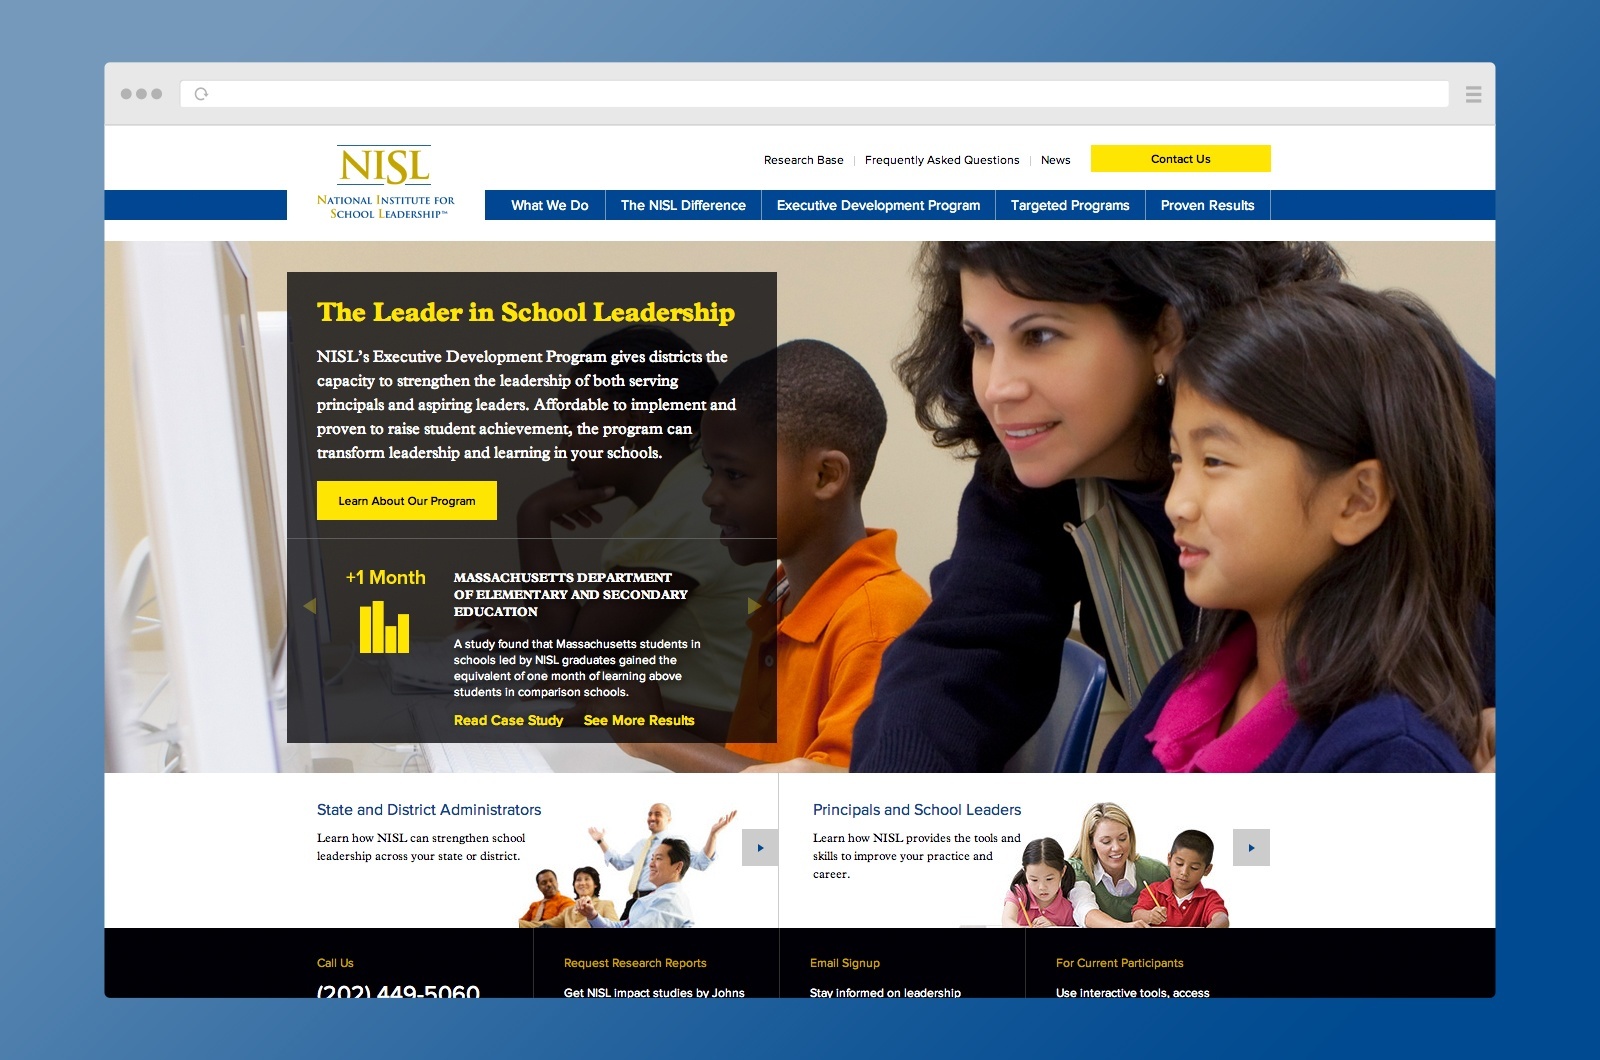 NISL
National Institute for
School Leadership™
Research Base
Frequently Asked Questions
News
Contact Us
What We Do
The NISL Difference
Executive Development Program
Targeted Programs
Proven Results
The Leader in School Leadership
NISL's Executive Development Program gives districts the
capacity to strengthen the leadership of both serving
principals and aspiring leaders. Affordable to implement and
proven to raise student achievement, the program can
transform leadership and learning in your schools.
Learn About Our Program
+1 Month
MASSACHUSETTS DEPARTMENT
OF ELEMENTARY AND SECONDARY
EDUCATION
A study found that Massachusetts students in
schools led by NISL graduates gained the
equivalent of one month of learning above
students in comparison schools.
Read Case Study
See More Results
State and District Administrators
Learn how NISL can strengthen school
leadership across your state or district.
Principals and School Leaders
Learn how NISL provides the tools and
skills to improve your practice and
career.
Call Us
(202) 449-5060
Request Research Reports
Get NISL impact studies by Johns
Email Signup
Stay informed on leadership
For Current Participants
Use interactive tools, access